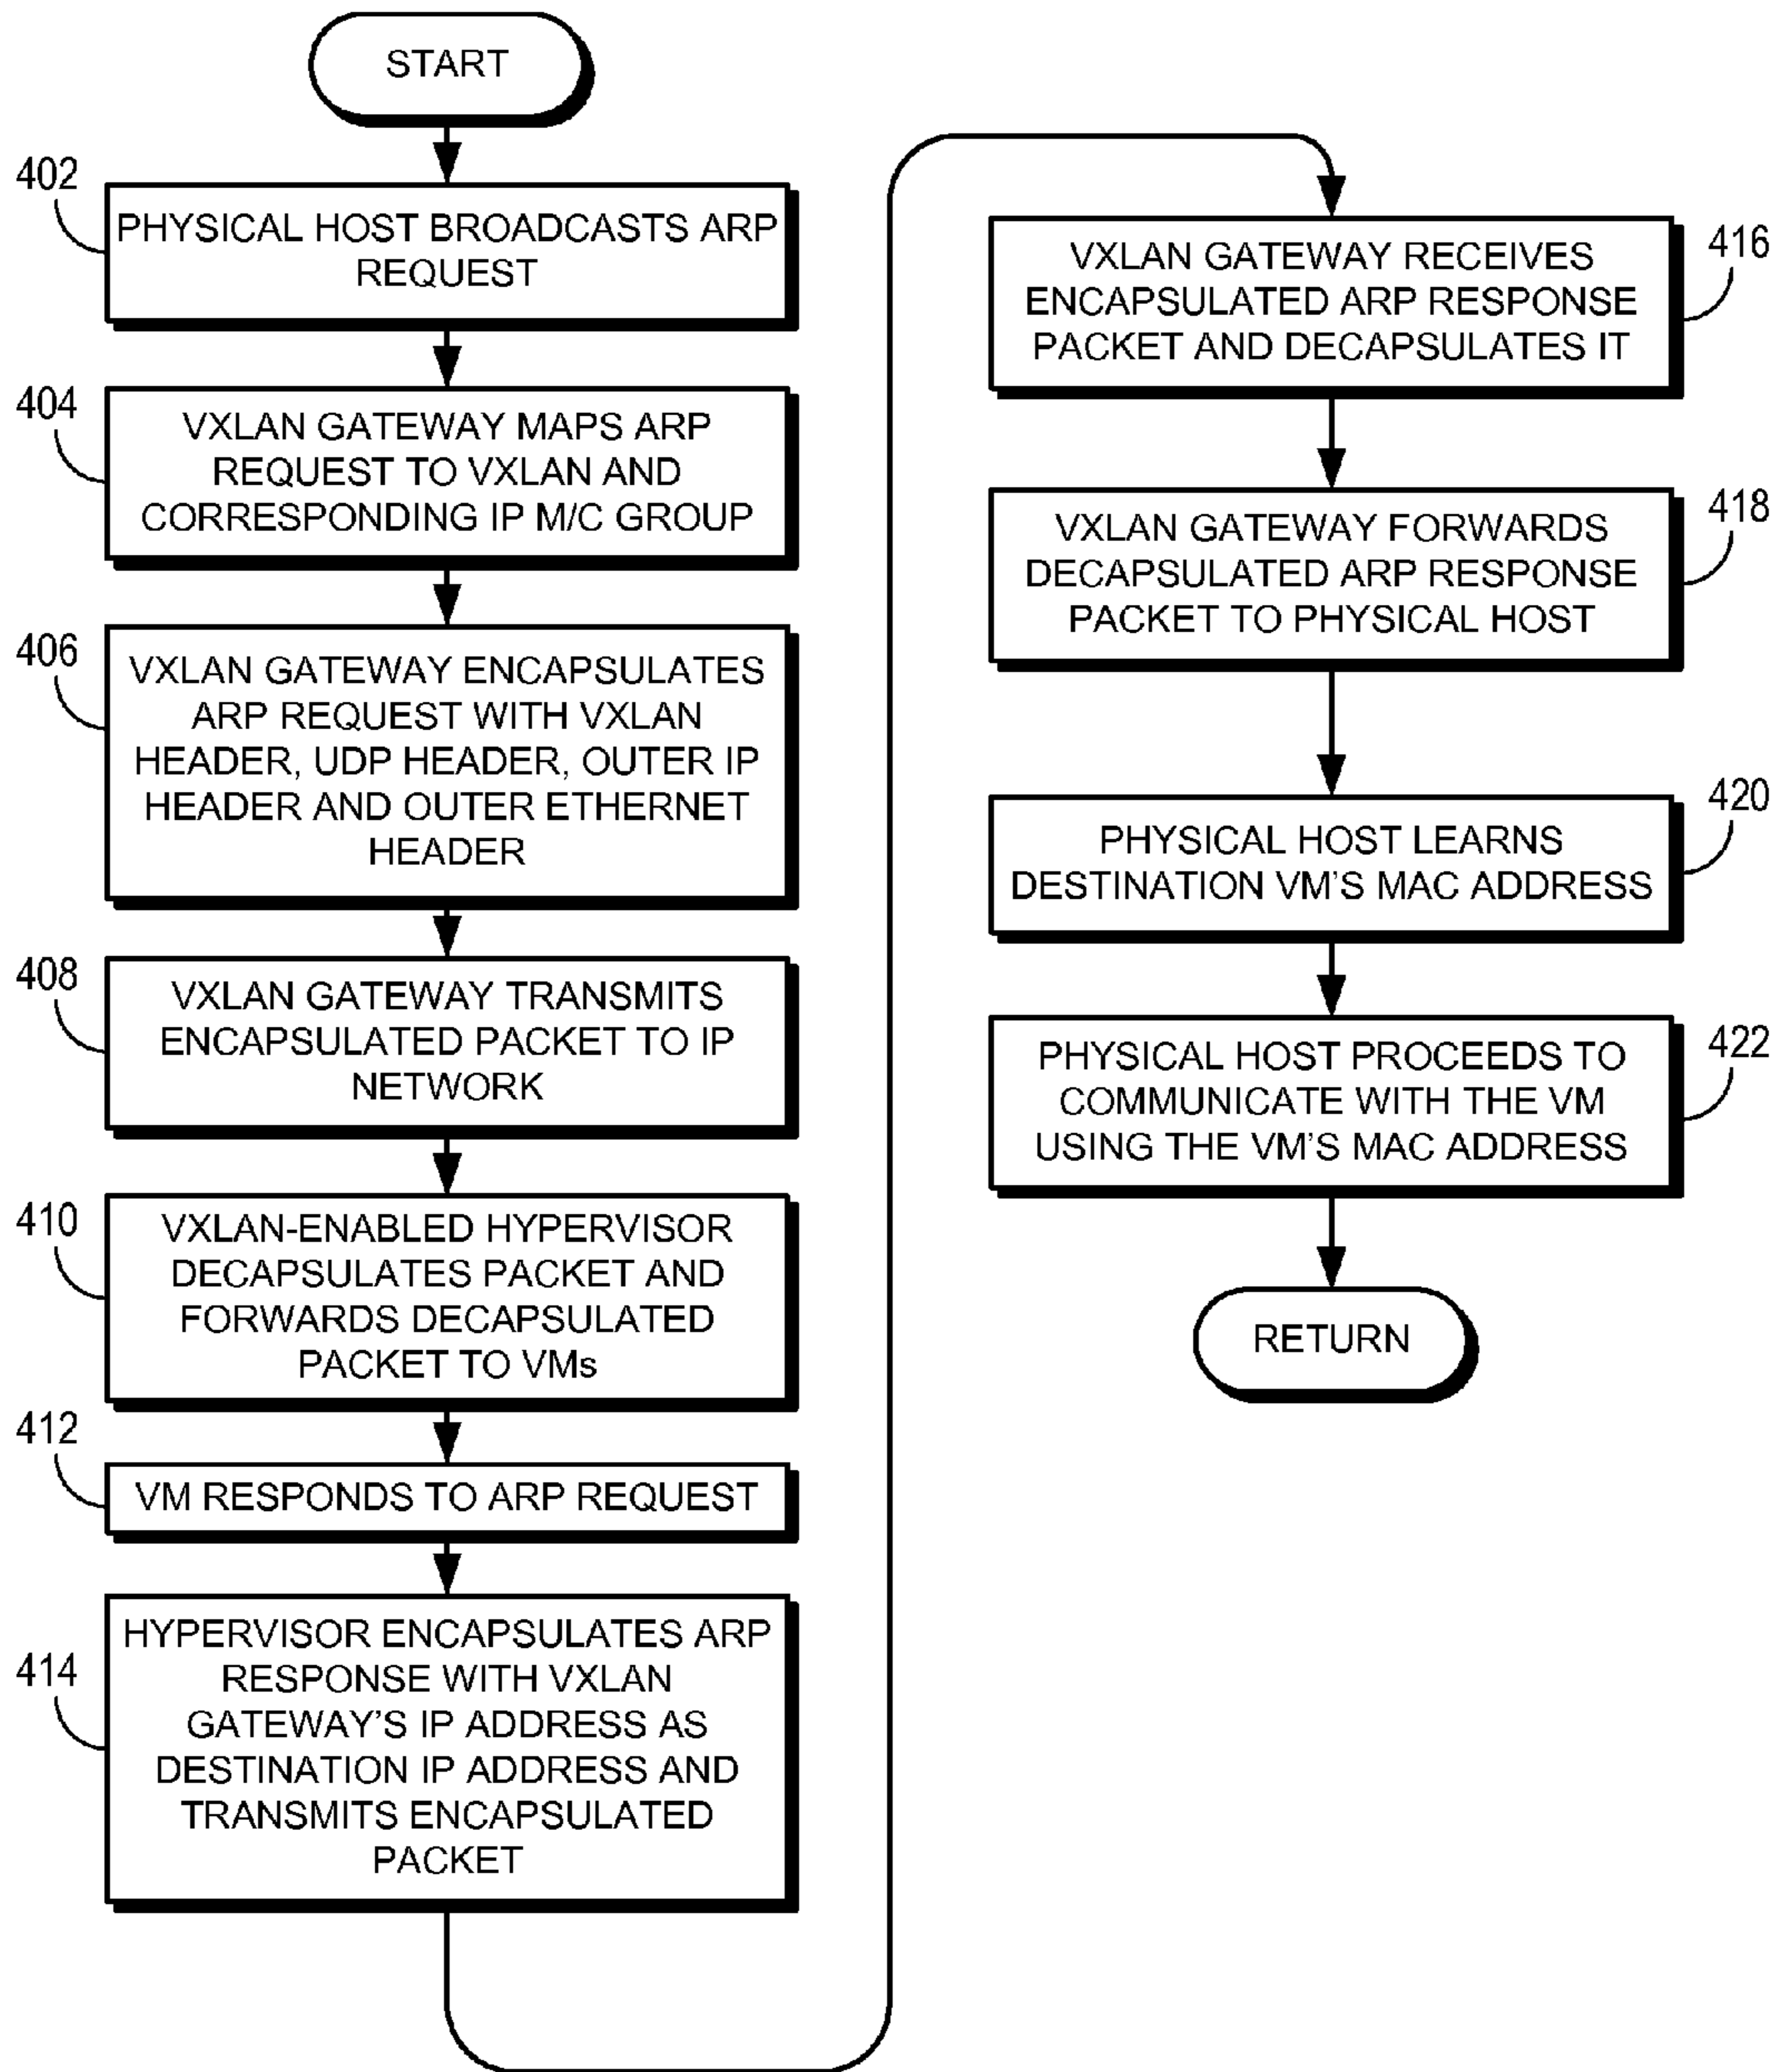 START
402
PHYSICAL HOST BROADCASTS ARP
REQUEST
404
VXLAN GATEWAY MAPS ARP
REQUEST TO VXLAN AND
CORRESPONDING IP M/C GROUP
406
VXLAN GATEWAY ENCAPSULATES
ARP REQUEST WITH VXLAN
HEADER, UDP HEADER, OUTER IP
HEADER AND OUTER ETHERNET
HEADER
408
VXLAN GATEWAY TRANSMITS
ENCAPSULATED PACKET TO IP
NETWORK
410
VXLAN-ENABLED HYPERVISOR
DECAPSULATES PACKET AND
FORWARDS DECAPSULATED
PACKET TO VMs
412
VM RESPONDS TO ARP REQUEST
414
HYPERVISOR ENCAPSULATES ARP
RESPONSE WITH VXLAN
GATEWAY'S IP ADDRESS AS
DESTINATION IP ADDRESS AND
TRANSMITS ENCAPSULATED
PACKET
416
VXLAN GATEWAY RECEIVES
ENCAPSULATED ARP RESPONSE
PACKET AND DECAPSULATES IT
418
VXLAN GATEWAY FORWARDS
DECAPSULATED ARP RESPONSE
PACKET TO PHYSICAL HOST
420
PHYSICAL HOST LEARNS
DESTINATION VM'S MAC ADDRESS
422
PHYSICAL HOST PROCEEDS TO
COMMUNICATE WITH THE VM
USING THE VM'S MAC ADDRESS
RETURN